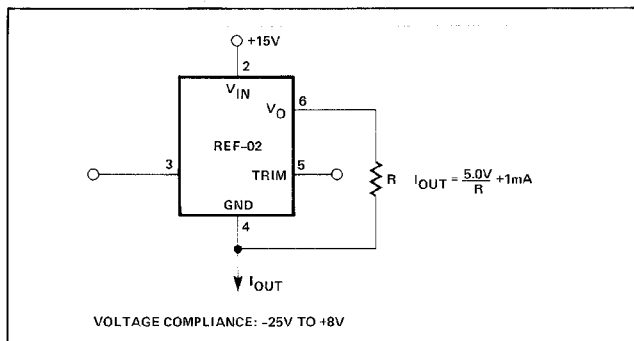 +15V
2
VIN
VO
6
REF-02
3
TRIM
5
R
IOUT = 5.0V/R +1mA
GND
4
IOUT
VOLTAGE COMPLIANCE: -25V TO +8V